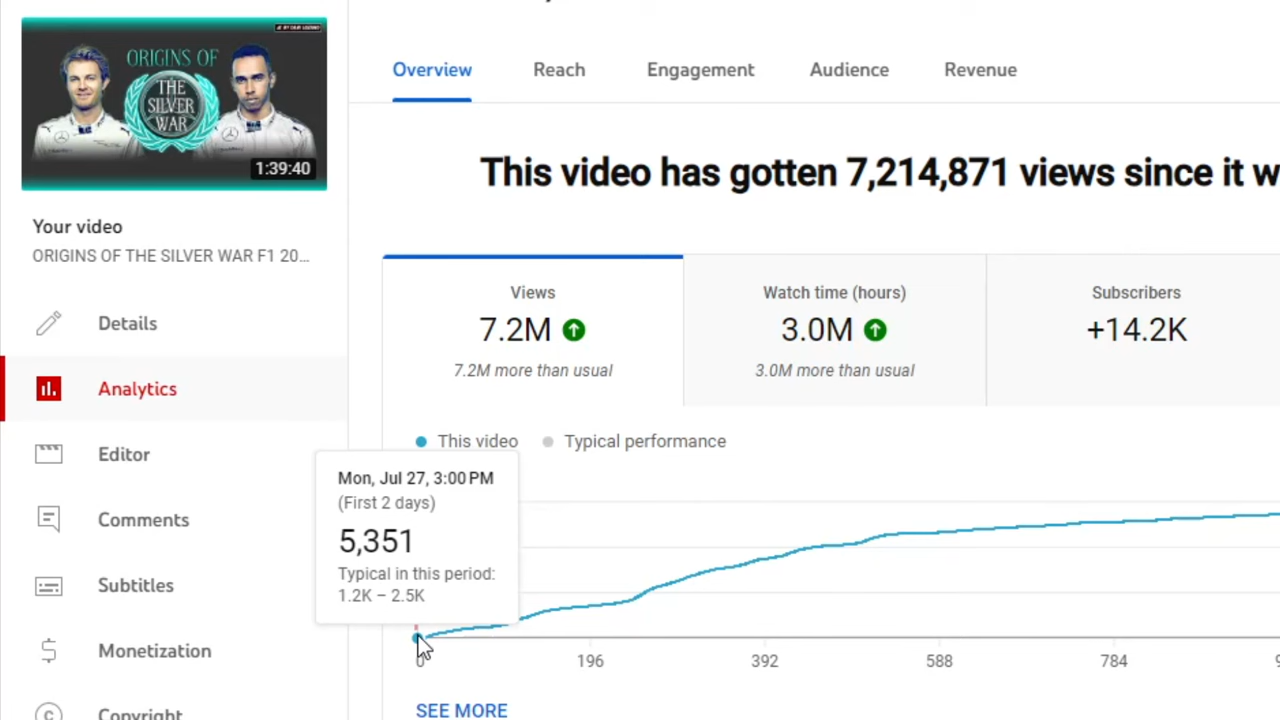 ORIGINS OF
THE
SILVER
WAR
1:39:40
Your video
ORIGINS OF THE SILVER WAR F1 20...
Details
Analytics
Editor
Comments
Subtitles
Monetization
Copyright
Overview
Reach
Engagement
Audience
Revenue
This video has gotten 7,214,871 views since it w
Views
7.2M
7.2M more than usual
Watch time (hours)
3.0M
3.0M more than usual
Subscribers
+14.2K
This video
Typical performance
Mon, Jul 27, 3:00 PM
(First 2 days)
5,351
Typical in this period:
1.2K – 2.5K
0
196
392
588
784
SEE MORE